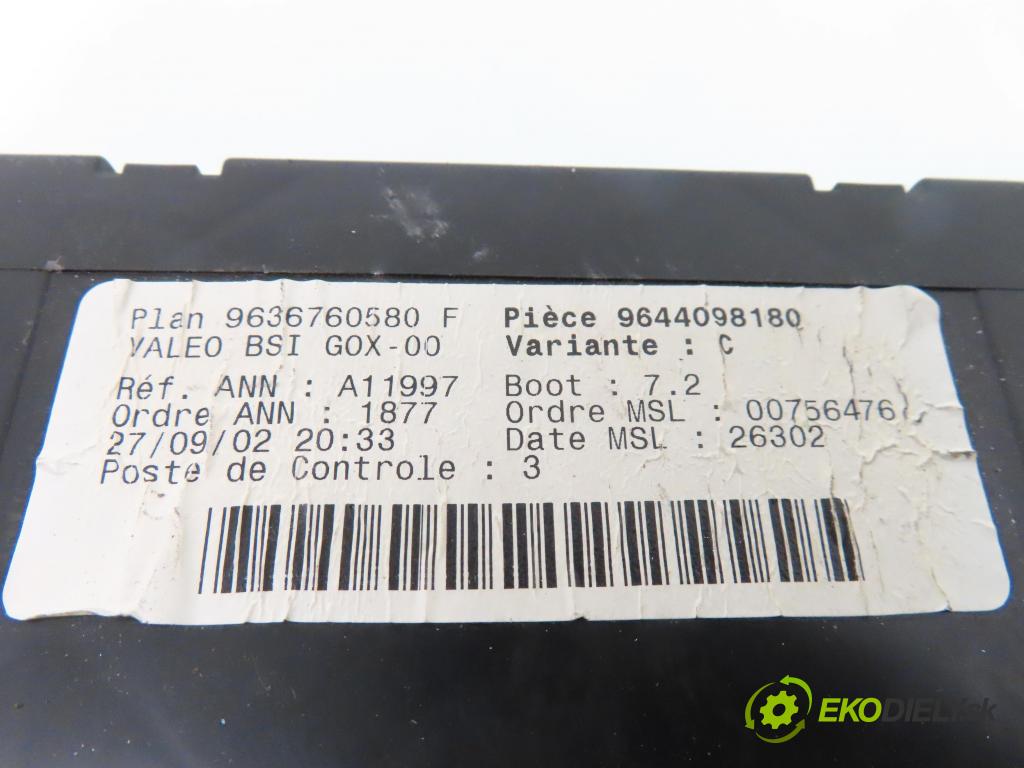 Plan 9636760580 F
VALEO BSI GOX-00
Réf. ANN : A11997
Ordre ANN : 1877
27/09/02 20:33
Poste de Controle : 3
Pièce 9644098180
Variante : C
Boot : 7.2
Ordre MSL : 00756476
Date MSL : 26302
EKODIELY.sk